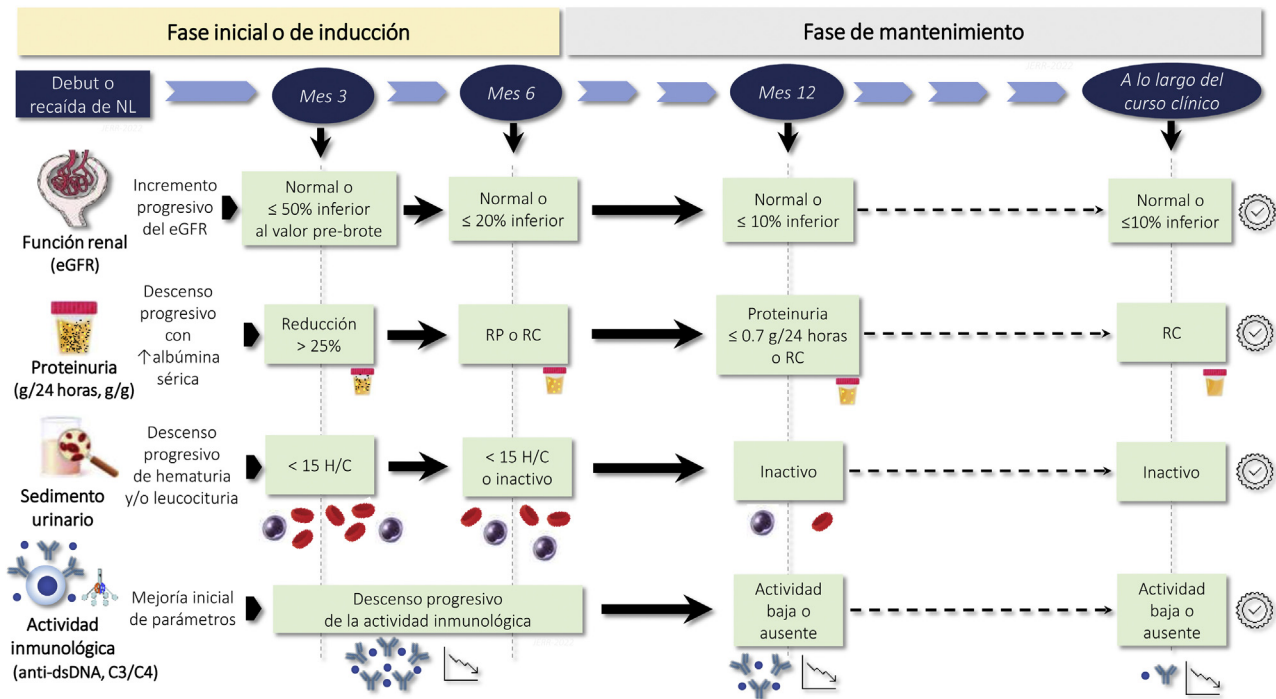 Fase inicial o de inducción
Fase de mantenimiento
Debut o
recaída de NL
Mes 3
Mes 6
Mes 12
A lo largo del
curso clínico
Función renal
(eGFR)
Incremento
progresivo
del eGFR
Normal o
≤ 50% inferior
al valor pre-brote
Normal o
≤ 20% inferior
Normal o
≤ 10% inferior
Normal o
≤10% inferior
Proteinuria
(g/24 horas, g/g)
Descenso
progresivo
con
↑albúmina
sérica
Reducción
> 25%
RP o RC
Proteinuria
≤ 0.7 g/24 horas
o RC
RC
Sedimento
urinario
Descenso
progresivo
de hematuria
y/o leucocituria
< 15 H/C
< 15 H/C
o inactivo
Inactivo
Inactivo
Actividad
inmunológica
(anti-dsDNA, C3/C4)
Mejoría inicial
de parámetros
Descenso progresivo
de la actividad inmunológica
Actividad
baja o
ausente
Actividad
baja o
ausente